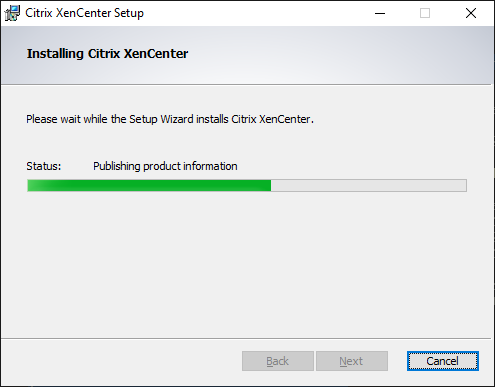 Citrix XenCenter Setup
Installing Citrix XenCenter
Please wait while the Setup Wizard installs Citrix XenCenter.
Status: Publishing product information
Back Next Cancel